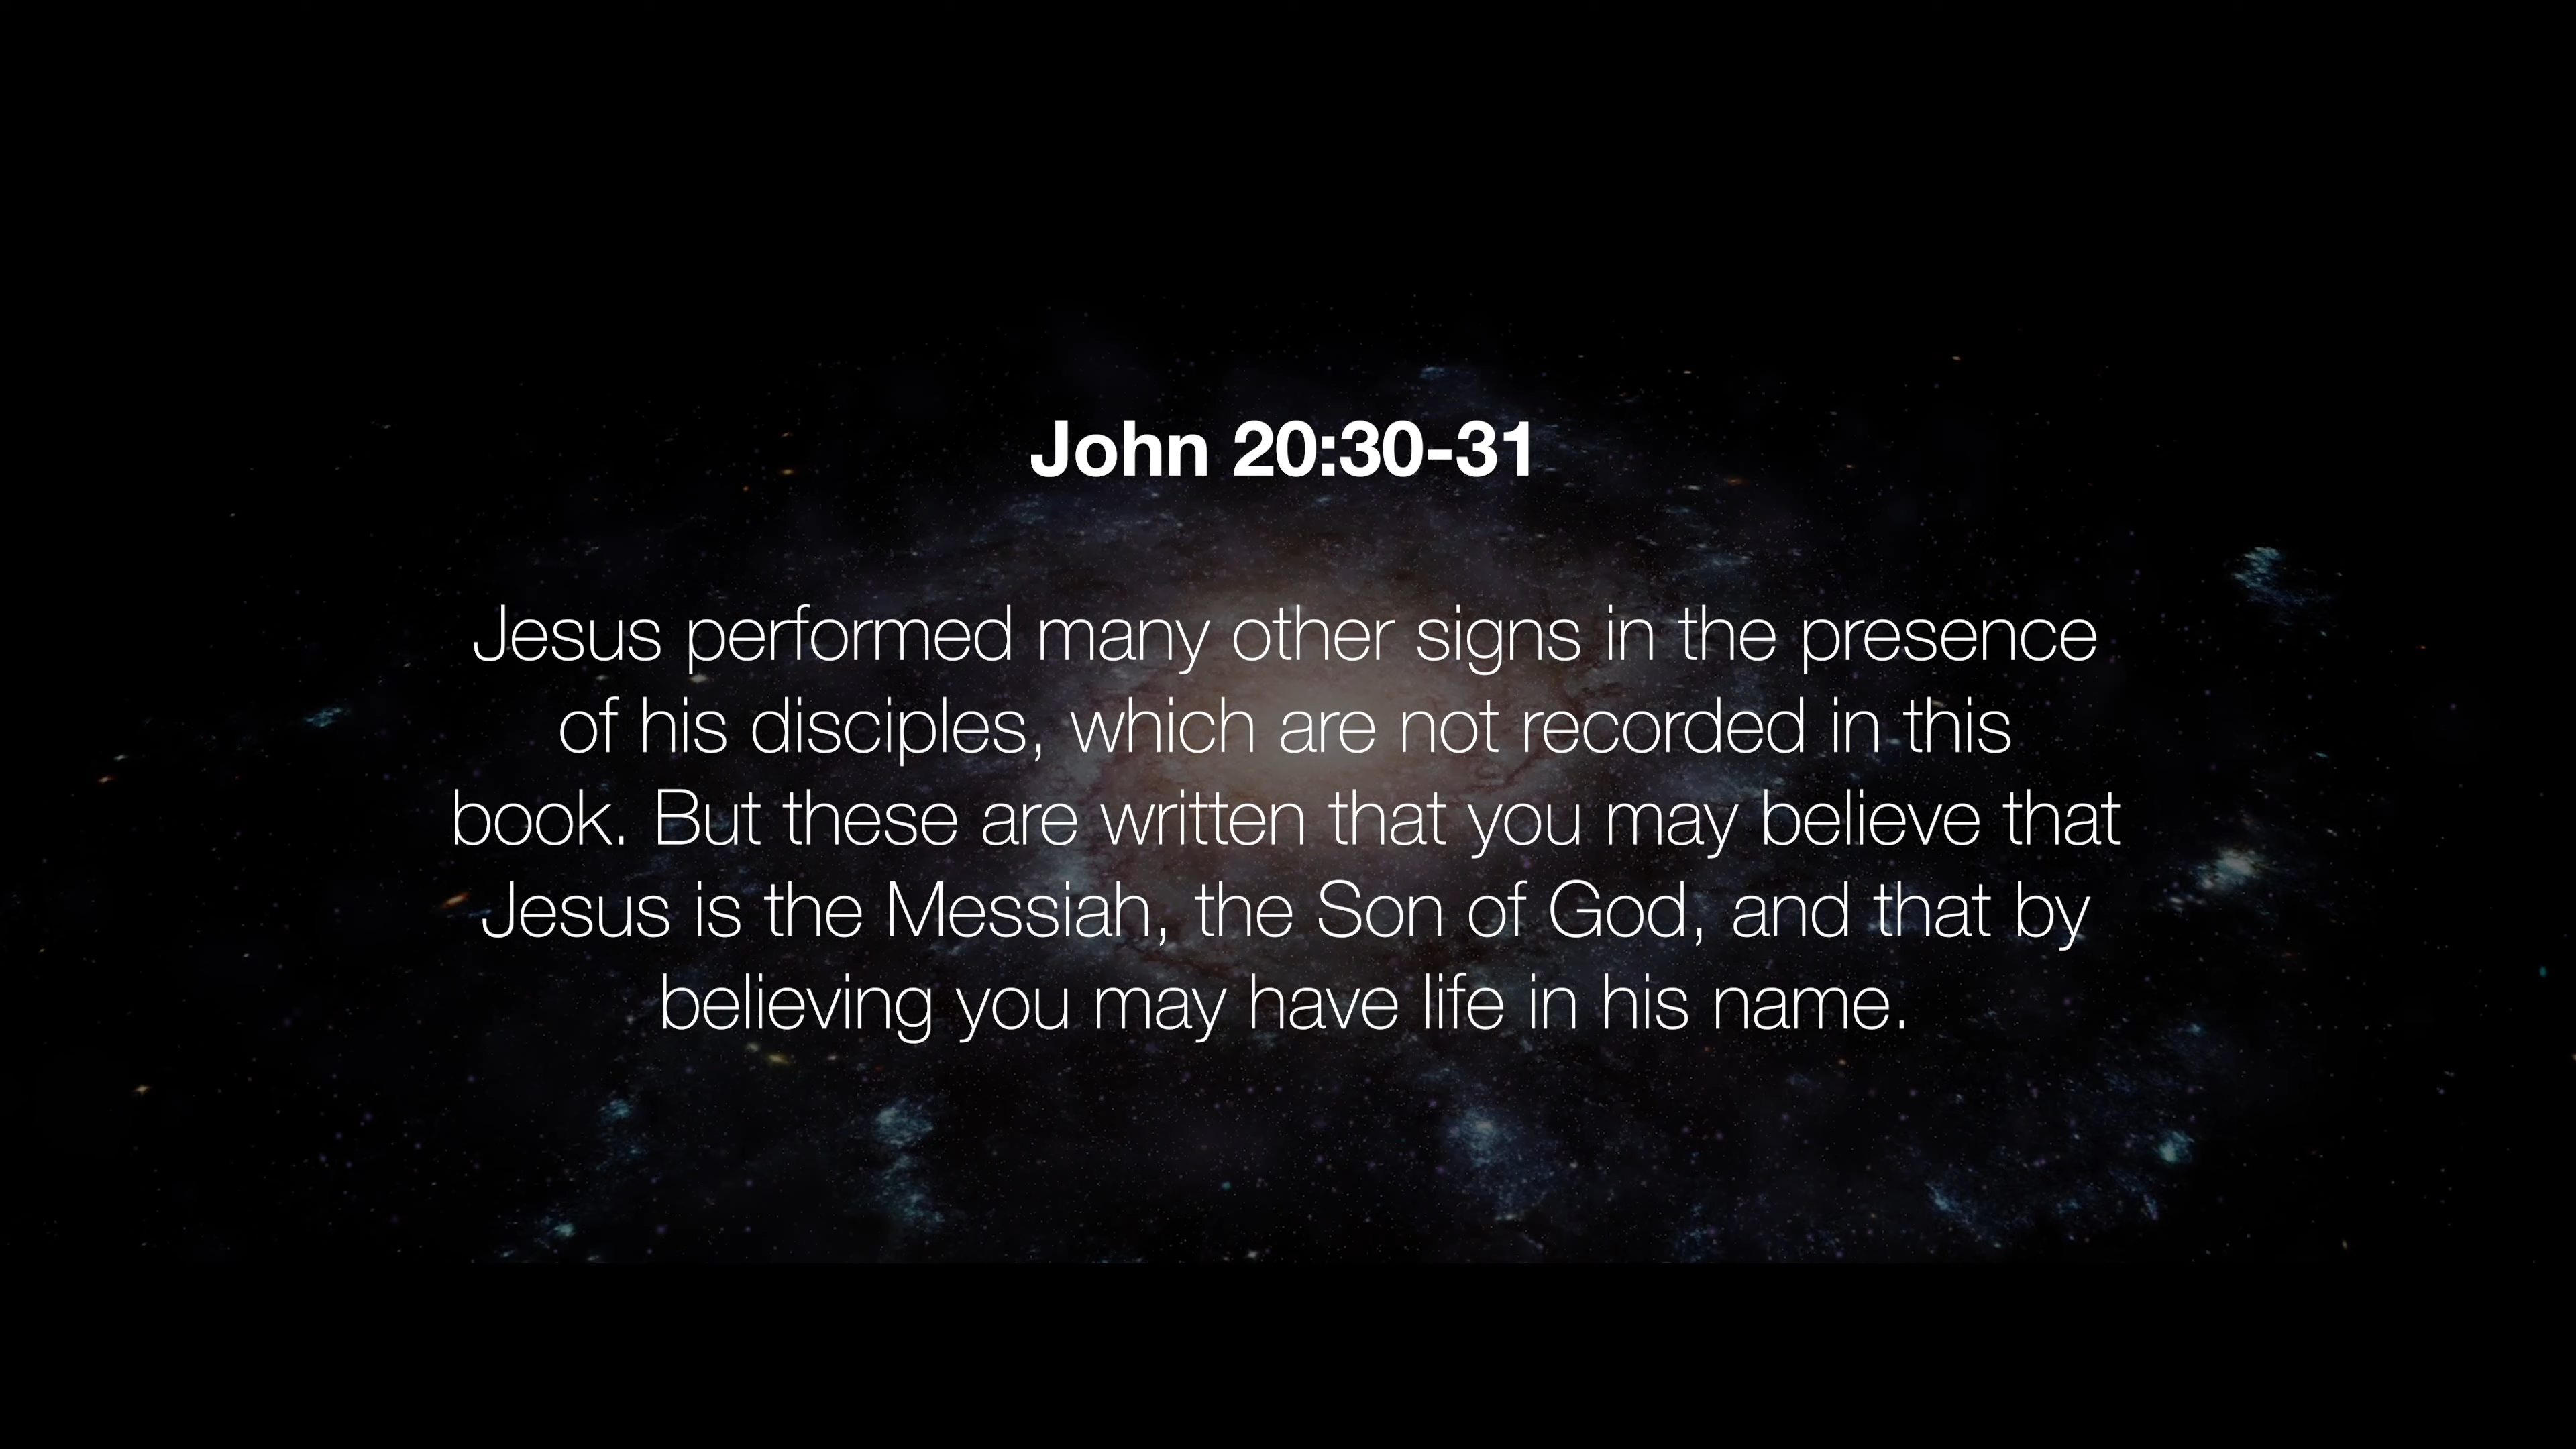 John 20:30-31
Jesus performed many other signs in the presence
of his disciples, which are not recorded in this
book. But these are written that you may believe that
Jesus is the Messiah, the Son of God, and that by
believing you may have life in his name.